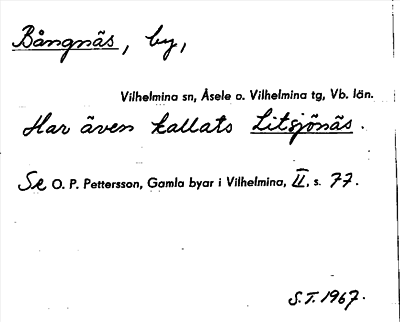 Bångnäs, by,
Vilhelmina sn, Åsele o. Vilhelmina tg, Vb. län.
Har även kallats Litsjönäs.
Se O. P. Pettersson, Gamla byar i Vilhelmina, II, s. 77.
S.T. 1967.